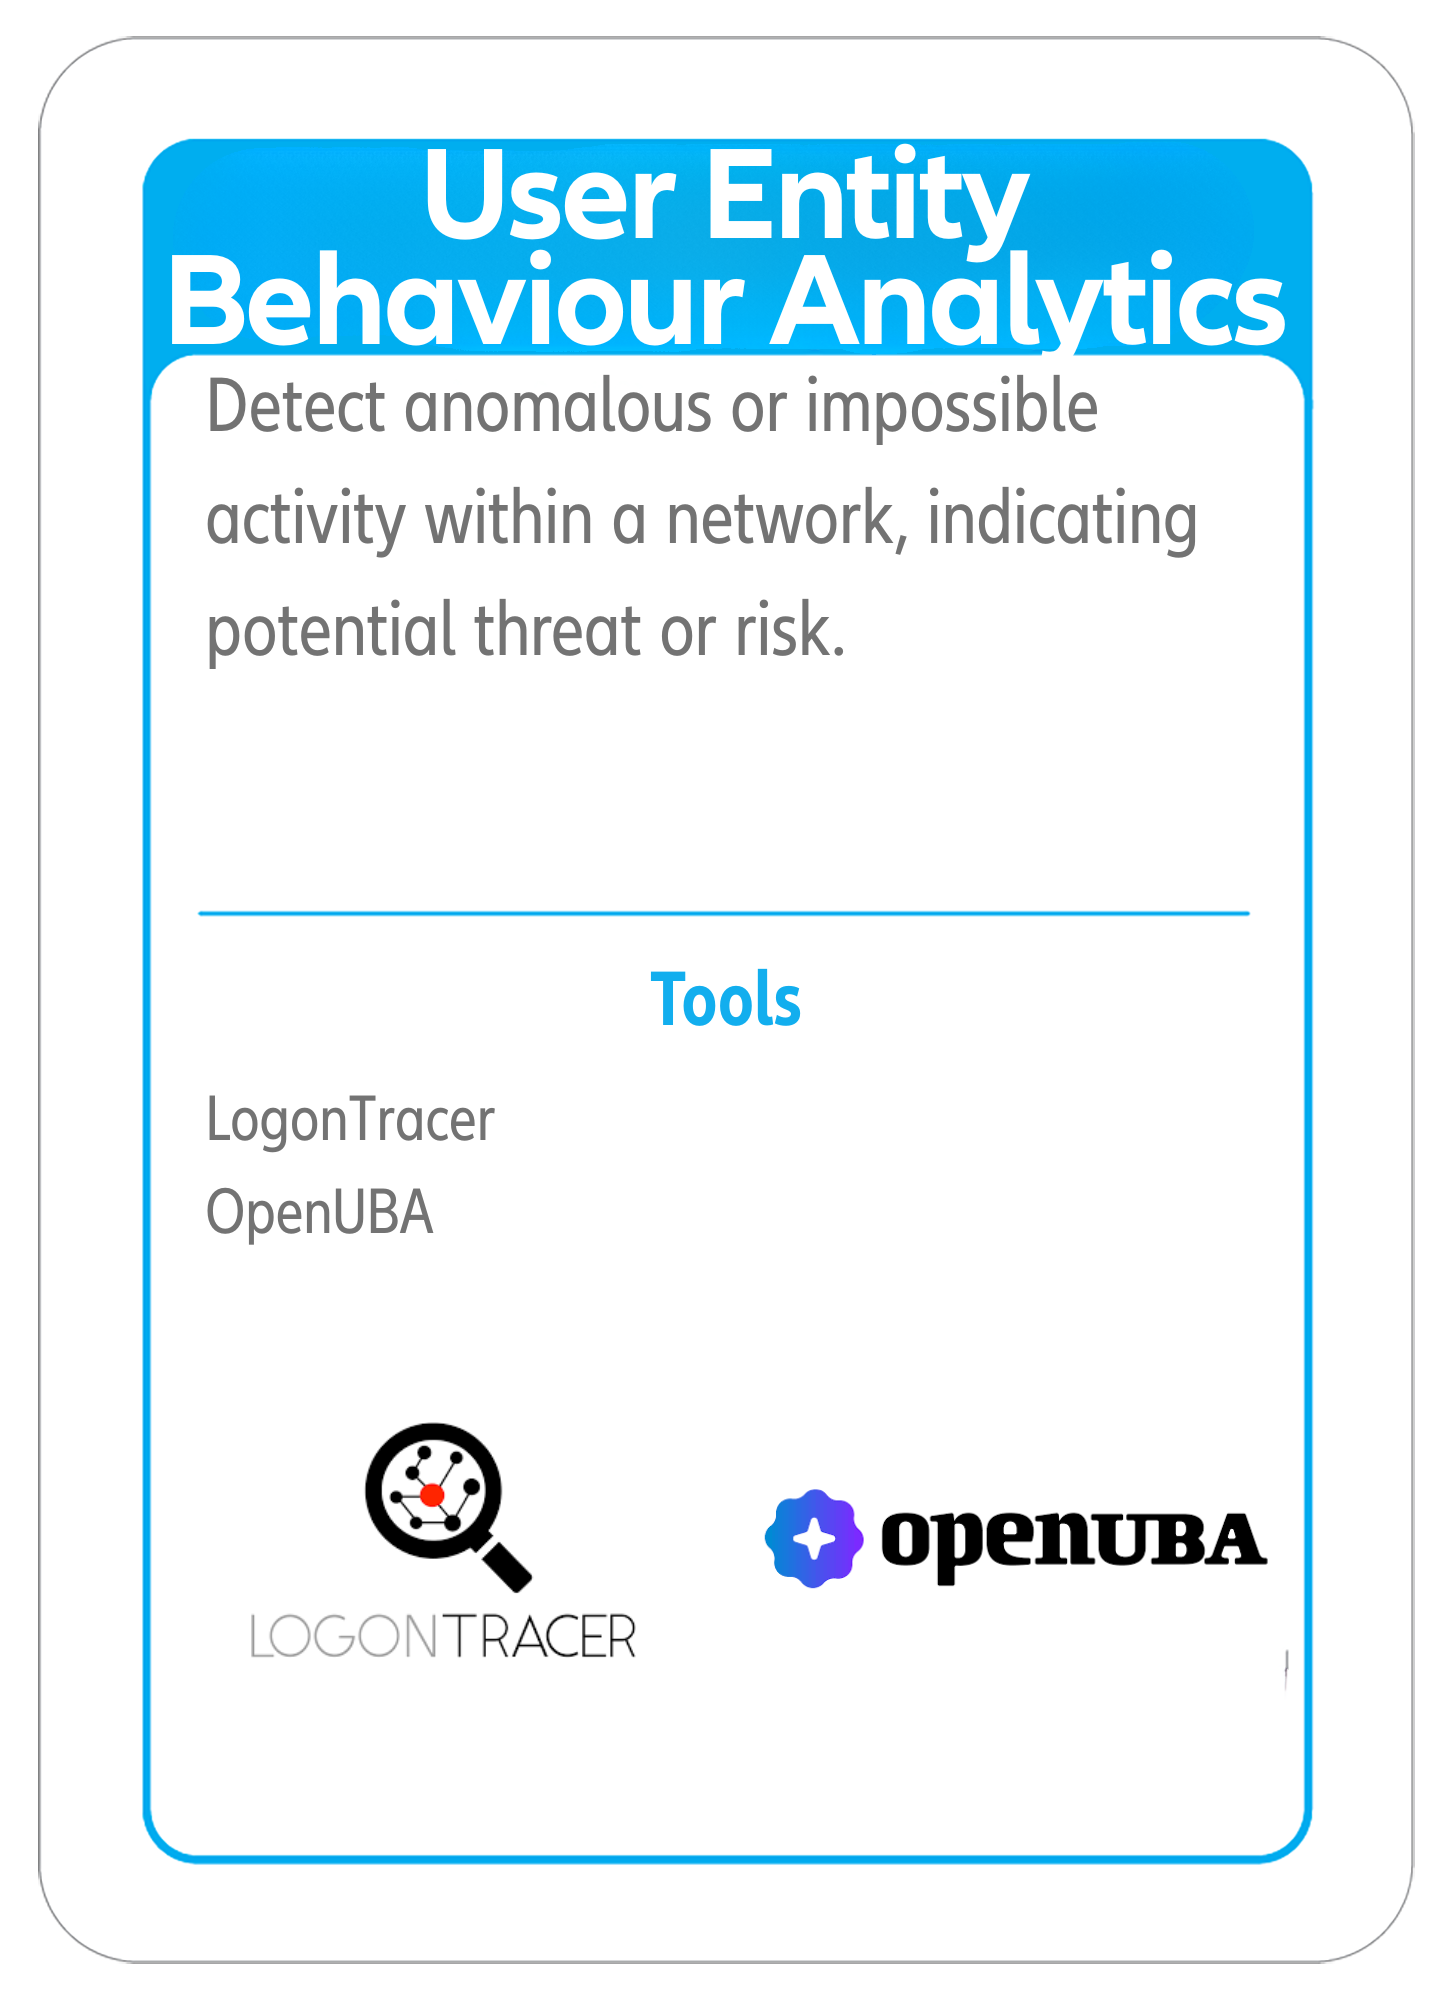 User Entity
Behaviour Analytics
Detect anomalous or impossible
activity within a network, indicating
potential threat or risk.
Tools
LogonTracer
OpenUBA
LOGONTRACER
openUBA